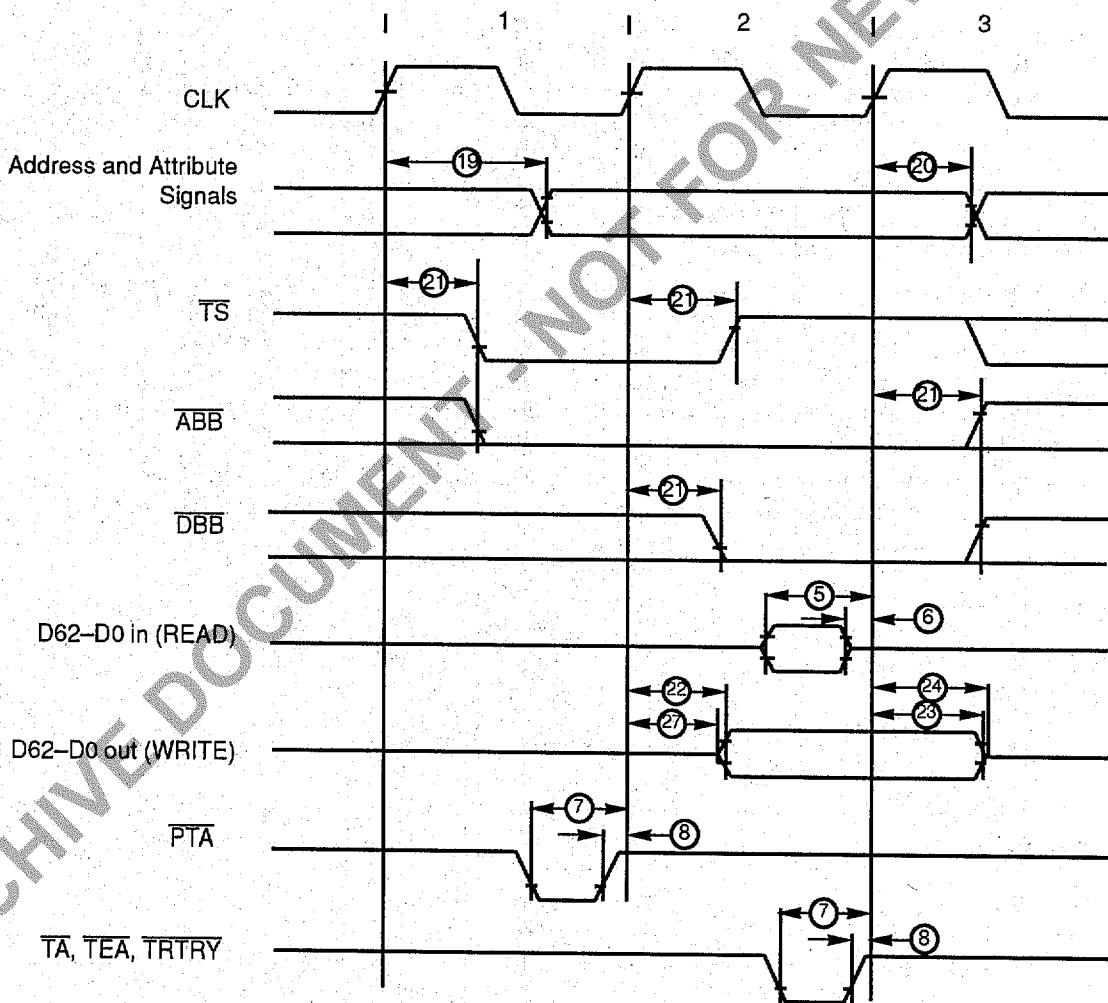 1 2 3
CLK
Address and Attribute
Signals
19 20
TS
21 21
ABB
21
DBB
21
D62–D0 in (READ)
5
6
D62–D0 out (WRITE)
22 24
27 23
PTA
7
8
TA, TEA, TRTRY
7
8
CHIVE DOCUMENT - NOT FOR NE